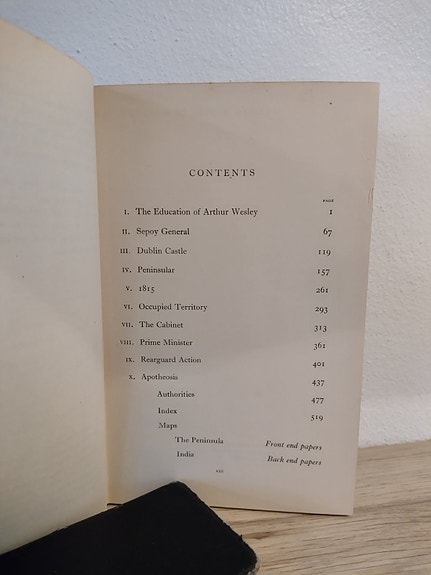 CONTENTS
PAGE
I. The Education of Arthur Wesley 1
II. Sepoy General 67
III. Dublin Castle 119
IV. Peninsular 157
V. 1815 261
VI. Occupied Territory 293
VII. The Cabinet 313
VIII. Prime Minister 361
IX. Rearguard Action 401
X. Apotheosis 437
Authorities 477
Index 519
Maps
The Peninsula Front end papers
India Back end papers